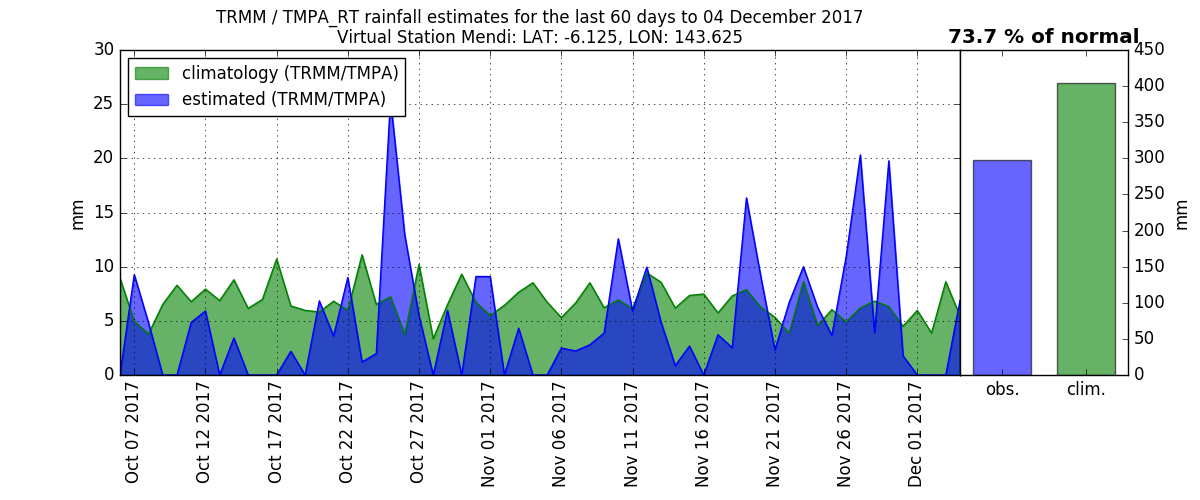 TRMM / TMPA_RT rainfall estimates for the last 60 days to 04 December 2017
Virtual Station Mendi: LAT: -6.125, LON: 143.625
73.7 % of normal
climatology (TRMM/TMPA)
estimated (TRMM/TMPA)
30
25
20
15
10
5
0
mm
Oct 07 2017
Oct 12 2017
Oct 17 2017
Oct 22 2017
Oct 27 2017
Nov 01 2017
Nov 06 2017
Nov 11 2017
Nov 16 2017
Nov 21 2017
Nov 26 2017
Dec 01 2017
obs.
clim.
450
400
350
300
250
200
150
100
50
0
mm